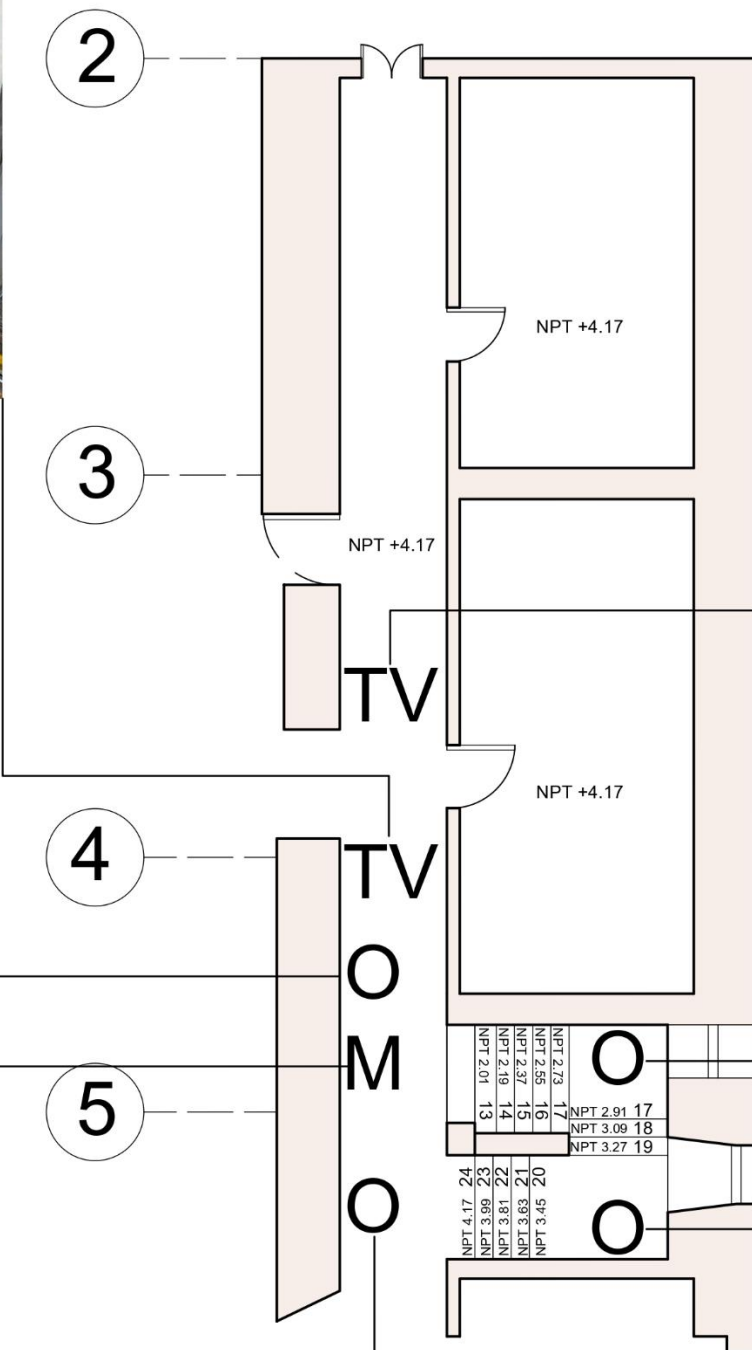 2
NPT +4.17
3
NPT +4.17
TV
NPT +4.17
4
TV
O
M
5
O
NPT 2.01 13
NPT 2.19 14
NPT 2.37 15
NPT 2.55 16
NPT 2.73 17
O
NPT 2.91 17
NPT 3.09 18
NPT 3.27 19
NPT 4.17 24
NPT 3.99 23
NPT 3.81 22
NPT 3.63 21
NPT 3.45 20
O